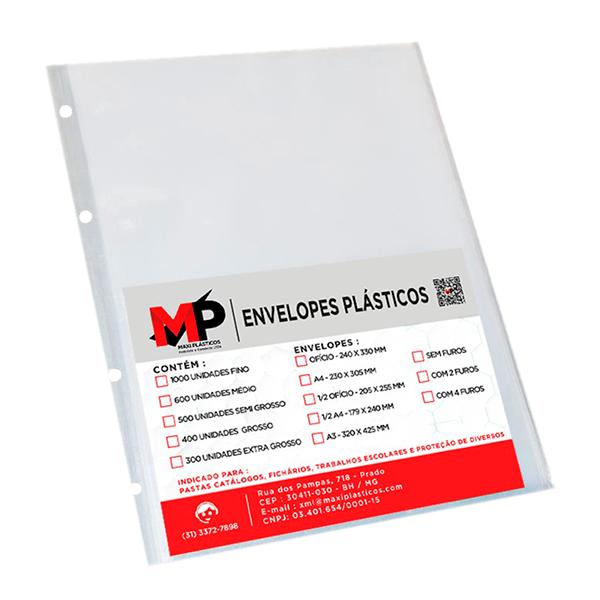 MP
MAXI PLÁSTICOS
ENVELOPES PLÁSTICOS
CONTÉM :
1000 UNIDADES FINO
600 UNIDADES MÉDIO
500 UNIDADES SEMI GROSSO
400 UNIDADES GROSSO
300 UNIDADES EXTRA GROSSO
ENVELOPES :
OFÍCIO - 240 X 330 MM
A4 - 230 X 305 MM
1/2 OFÍCIO - 205 X 255 MM
1/2 A4 - 179 X 240 MM
A3 - 320 X 425 MM
SEM FUROS
COM 2 FUROS
COM 4 FUROS
INDICADO PARA :
PASTAS CATÁLOGOS, FICHÁRIOS, TRABALHOS ESCOLARES E PROTEÇÃO DE DIVERSOS
(31) 3372-7898
Rua dos Pampas, 718 - Prado
CEP : 30411-030 - BH / MG
E-mail : xml@maxiplasticos.com
CNPJ: 03.401.654/0001-15